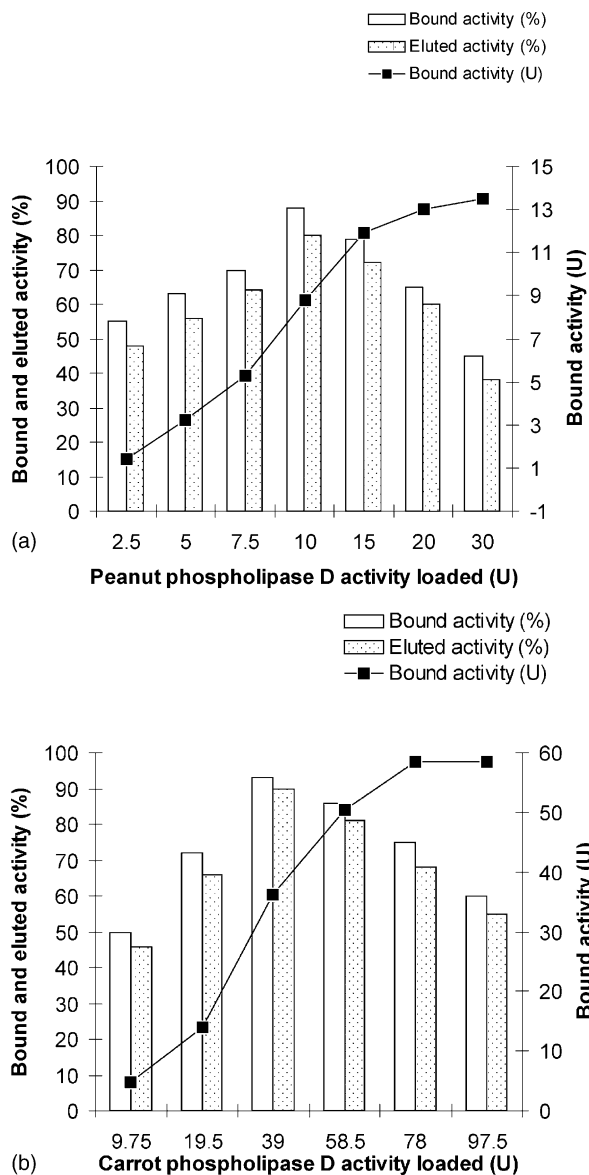 Bound activity (%)
Eluted activity (%)
Bound activity (U)
Bound and eluted activity (%)
100
90
80
70
60
50
40
30
20
10
0
15
13
11
9
7
5
3
1
-1
Bound activity (U)
2.5 5 7.5 10 15 20 30
(a)
Peanut phospholipase D activity loaded (U)
Bound activity (%)
Eluted activity (%)
Bound activity (U)
Bound and eluted activity (%)
100
90
80
70
60
50
40
30
20
10
0
60
50
40
30
20
10
0
Bound activity (U)
9.75 19.5 39 58.5 78 97.5
(b)
Carrot phospholipase D activity loaded (U)